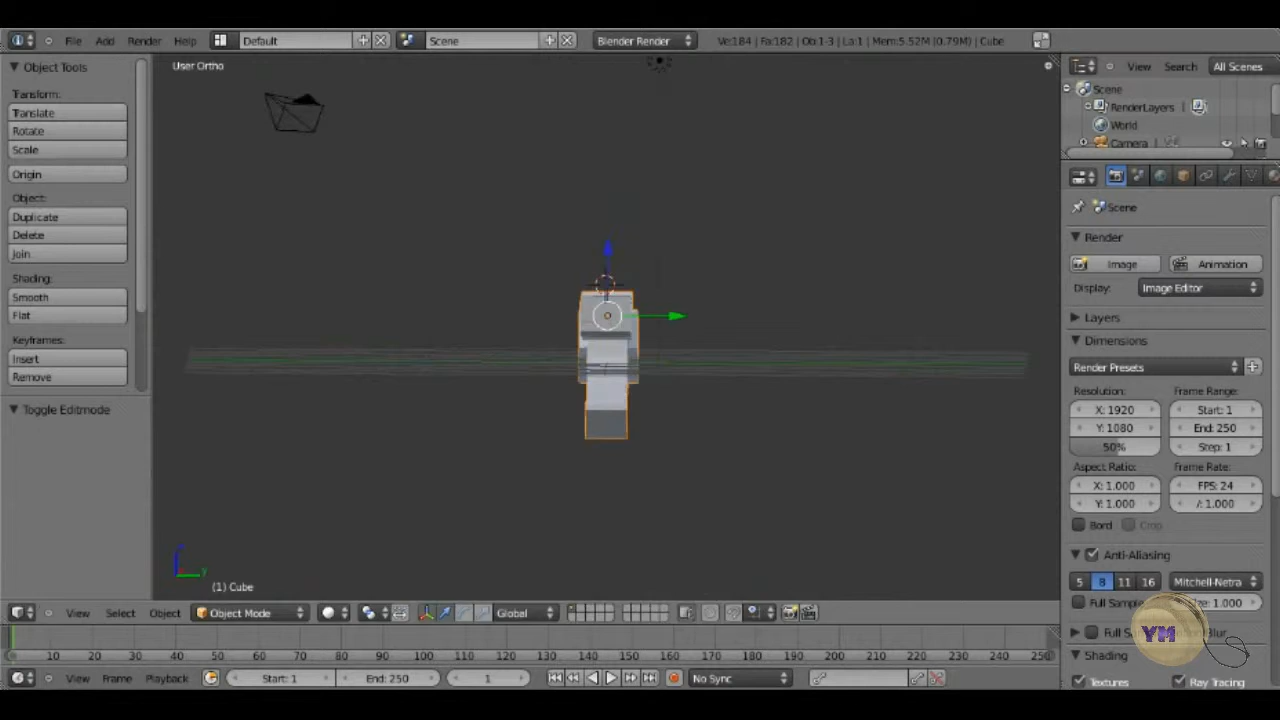 File Add Render Help Default Scene Blender Render Ve:184 | Fa:182 | Ob:1-3 | La:1 | Mem:5.52M (0.79M) | Cube
Object Tools
Transform:
Translate
Rotate
Scale
Origin
Object:
Duplicate
Delete
Join
Shading:
Smooth
Flat
Keyframes:
Insert
Remove
Toggle Editmode
User Ortho
(1) Cube
View Search All Scenes
Scene
RenderLayers
World
Camera
Scene
Render
Image Animation
Display: Image Editor
Layers
Dimensions
Render Presets
Resolution: Frame Range:
X: 1920 Start: 1
Y: 1080 End: 250
50% Step: 1
Aspect Ratio: Frame Rate:
X: 1.000 FPS: 24
Y: 1.000 /: 1.000
Bord Crop
Anti-Aliasing
5 8 11 16 Mitchell-Netra
Full Sample Size: 1.000
YM
Shading
Textures Ray Tracing
View Select Object Object Mode Global
10 20 30 40 50 60 70 80 90 100 110 120 130 140 150 160 170 180 190 200 210 220 230 240 250
View Frame Playback Start: 1 End: 250 1 No Sync